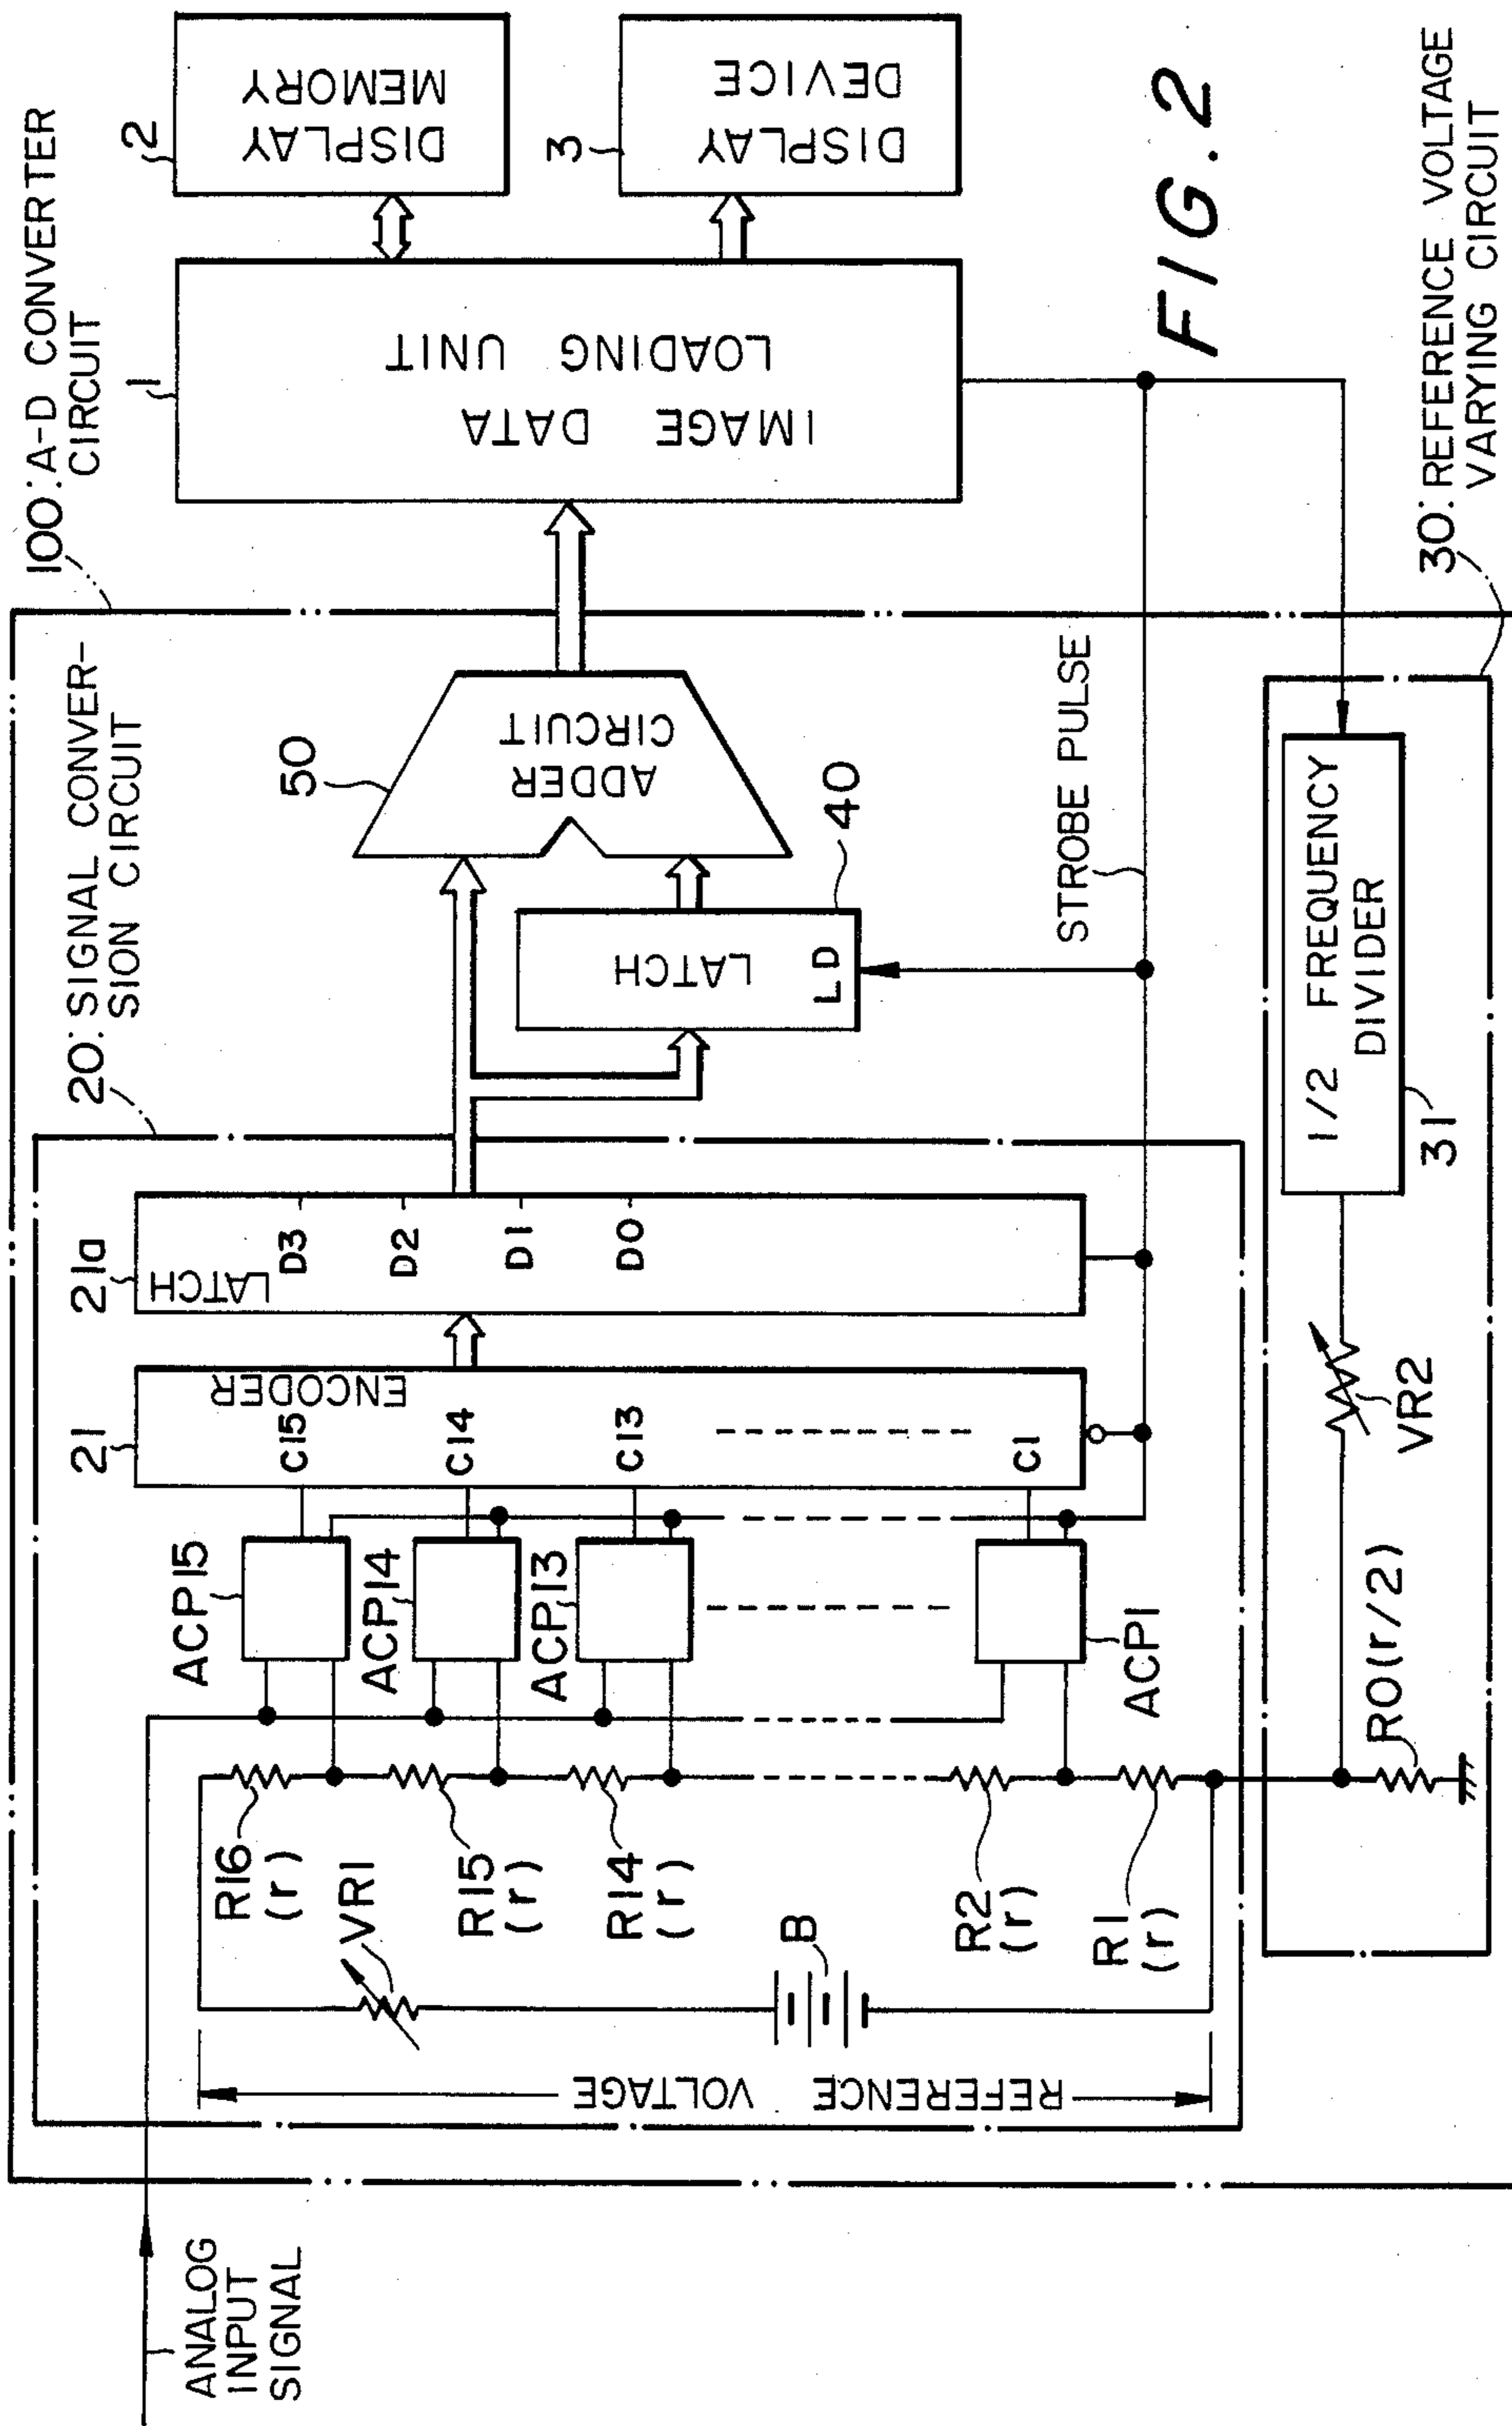 100: A-D CONVERTER
CIRCUIT
20: SIGNAL CONVER-
SION CIRCUIT
ANALOG
INPUT
SIGNAL
REFERENCE VOLTAGE
VR1
B
R16
(r)
R15
(r)
R14
(r)
R2
(r)
R1
(r)
ACP15
ACP14
ACP13
ACP1
21
ENCODER
C15
C14
C13
C1
21a
LATCH
D3
D2
D1
D0
LATCH
LD
40
50
ADDER
CIRCUIT
STROBE PULSE
1
IMAGE DATA
LOADING UNIT
2
DISPLAY
MEMORY
3
DISPLAY
DEVICE
R0(r/2)
VR2
1/2 FREQUENCY
DIVIDER
31
30: REFERENCE VOLTAGE
VARYING CIRCUIT
FIG. 2